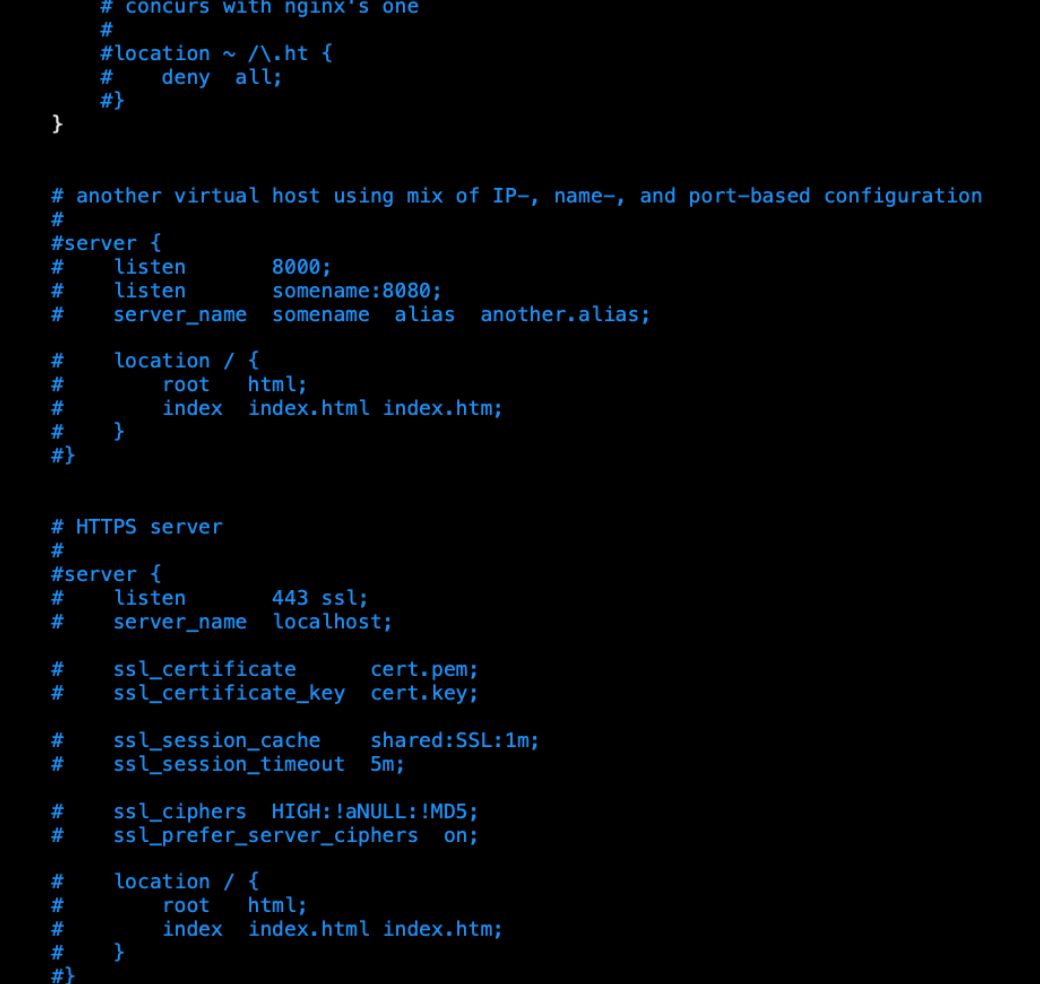 # concurs with nginx's one
#
#location ~ /\.ht {
#    deny  all;
#}
}
# another virtual host using mix of IP-, name-, and port-based configuration
#
#server {
#    listen       8000;
#    listen       somename:8080;
#    server_name  somename  alias  another.alias;
#    location / {
#        root   html;
#        index  index.html index.htm;
#    }
#}
# HTTPS server
#
#server {
#    listen       443 ssl;
#    server_name  localhost;
#    ssl_certificate      cert.pem;
#    ssl_certificate_key  cert.key;
#    ssl_session_cache    shared:SSL:1m;
#    ssl_session_timeout  5m;
#    ssl_ciphers  HIGH:!aNULL:!MD5;
#    ssl_prefer_server_ciphers  on;
#    location / {
#        root   html;
#        index  index.html index.htm;
#    }
#}